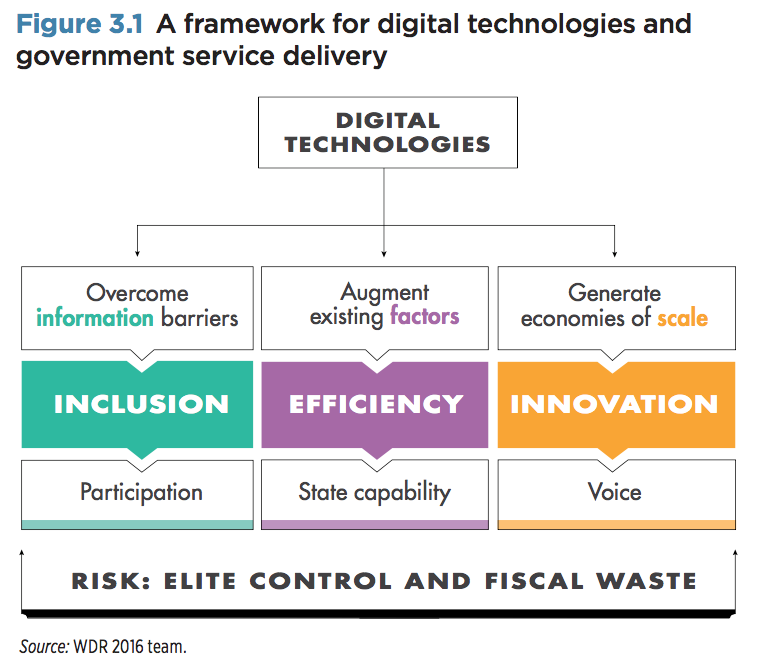 Figure 3.1 A framework for digital technologies and
government service delivery
DIGITAL
TECHNOLOGIES
Overcome
information barriers
Augment
existing factors
Generate
economies of scale
INCLUSION
EFFICIENCY
INNOVATION
Participation
State capability
Voice
RISK: ELITE CONTROL AND FISCAL WASTE
Source: WDR 2016 team.